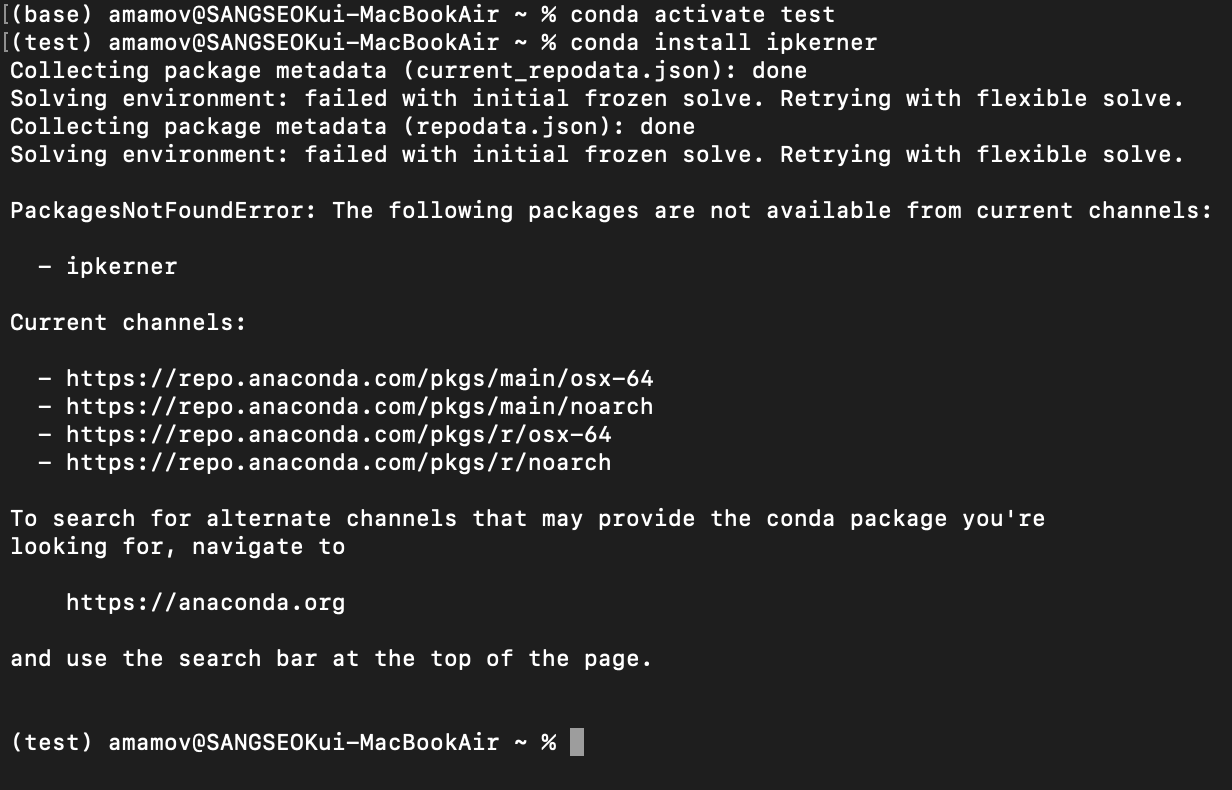 [(base) amamov@SANGSEOKui-MacBookAir ~ % conda activate test
[(test) amamov@SANGSEOKui-MacBookAir ~ % conda install ipkerner
Collecting package metadata (current_repodata.json): done
Solving environment: failed with initial frozen solve. Retrying with flexible solve.
Collecting package metadata (repodata.json): done
Solving environment: failed with initial frozen solve. Retrying with flexible solve.
PackagesNotFoundError: The following packages are not available from current channels:
- ipkerner
Current channels:
- https://repo.anaconda.com/pkgs/main/osx-64
- https://repo.anaconda.com/pkgs/main/noarch
- https://repo.anaconda.com/pkgs/r/osx-64
- https://repo.anaconda.com/pkgs/r/noarch
To search for alternate channels that may provide the conda package you're
looking for, navigate to
https://anaconda.org
and use the search bar at the top of the page.
(test) amamov@SANGSEOKui-MacBookAir ~ %